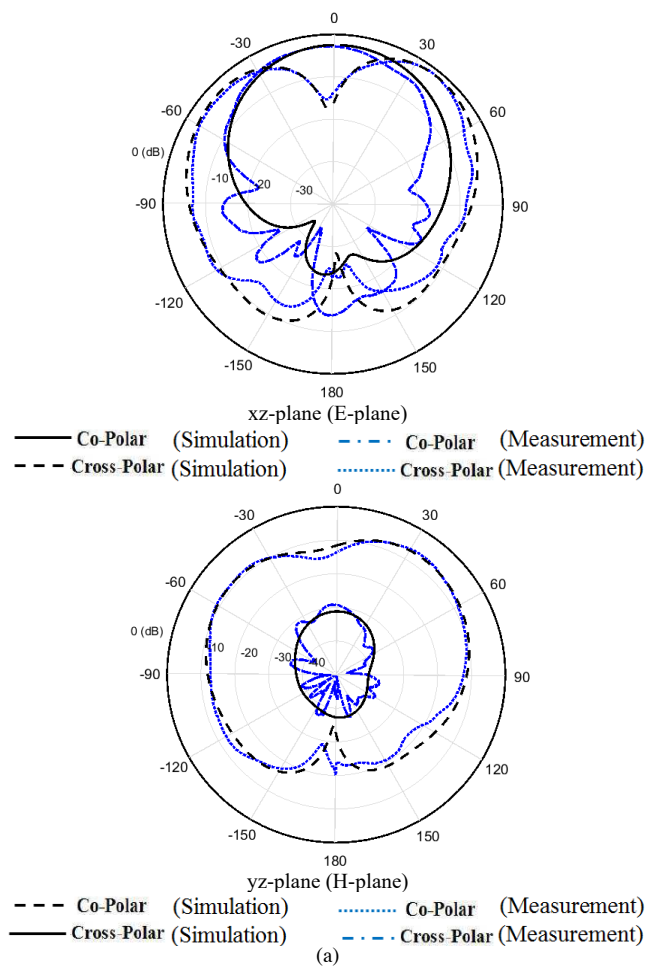 0
-30 30
-60 60
0 (dB)
-10 -20 -30
-90 90
-120 120
-150 150
180
xz-plane (E-plane)
Co-Polar (Simulation) Co-Polar (Measurement)
Cross-Polar (Simulation) Cross-Polar (Measurement)
0
-30 30
-60 60
0 (dB)
-10 -20 -30 -40
-90 90
-120 120
-150 150
180
yz-plane (H-plane)
Co-Polar (Simulation) Co-Polar (Measurement)
Cross-Polar (Simulation) Cross-Polar (Measurement)
(a)